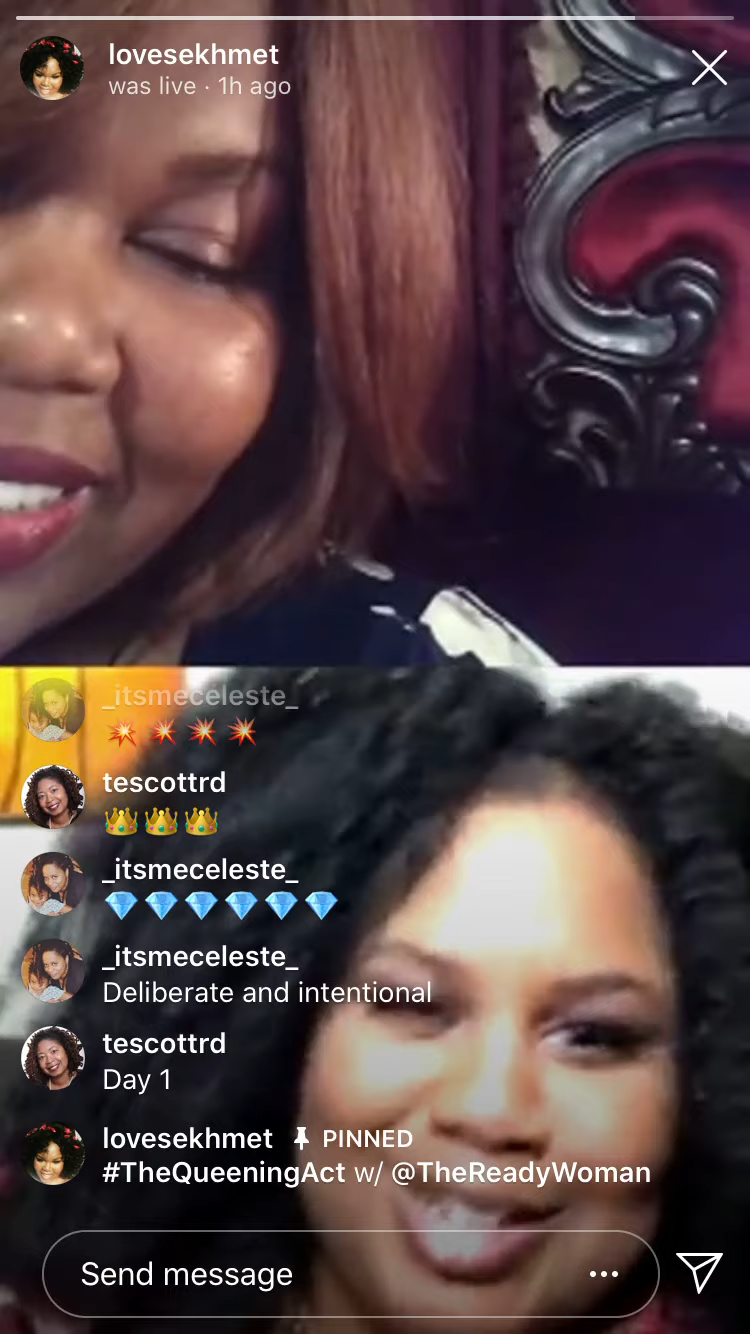 lovesekhmet
was live · 1h ago
_itsmeceleste_
💥 💥 💥 💥
tescottrd
👑 👑 👑
_itsmeceleste_
💎 💎 💎 💎 💎 💎
_itsmeceleste_
Deliberate and intentional
tescottrd
Day 1
lovesekhmet 📌 PINNED
#TheQueeningAct w/ @TheReadyWoman
Send message